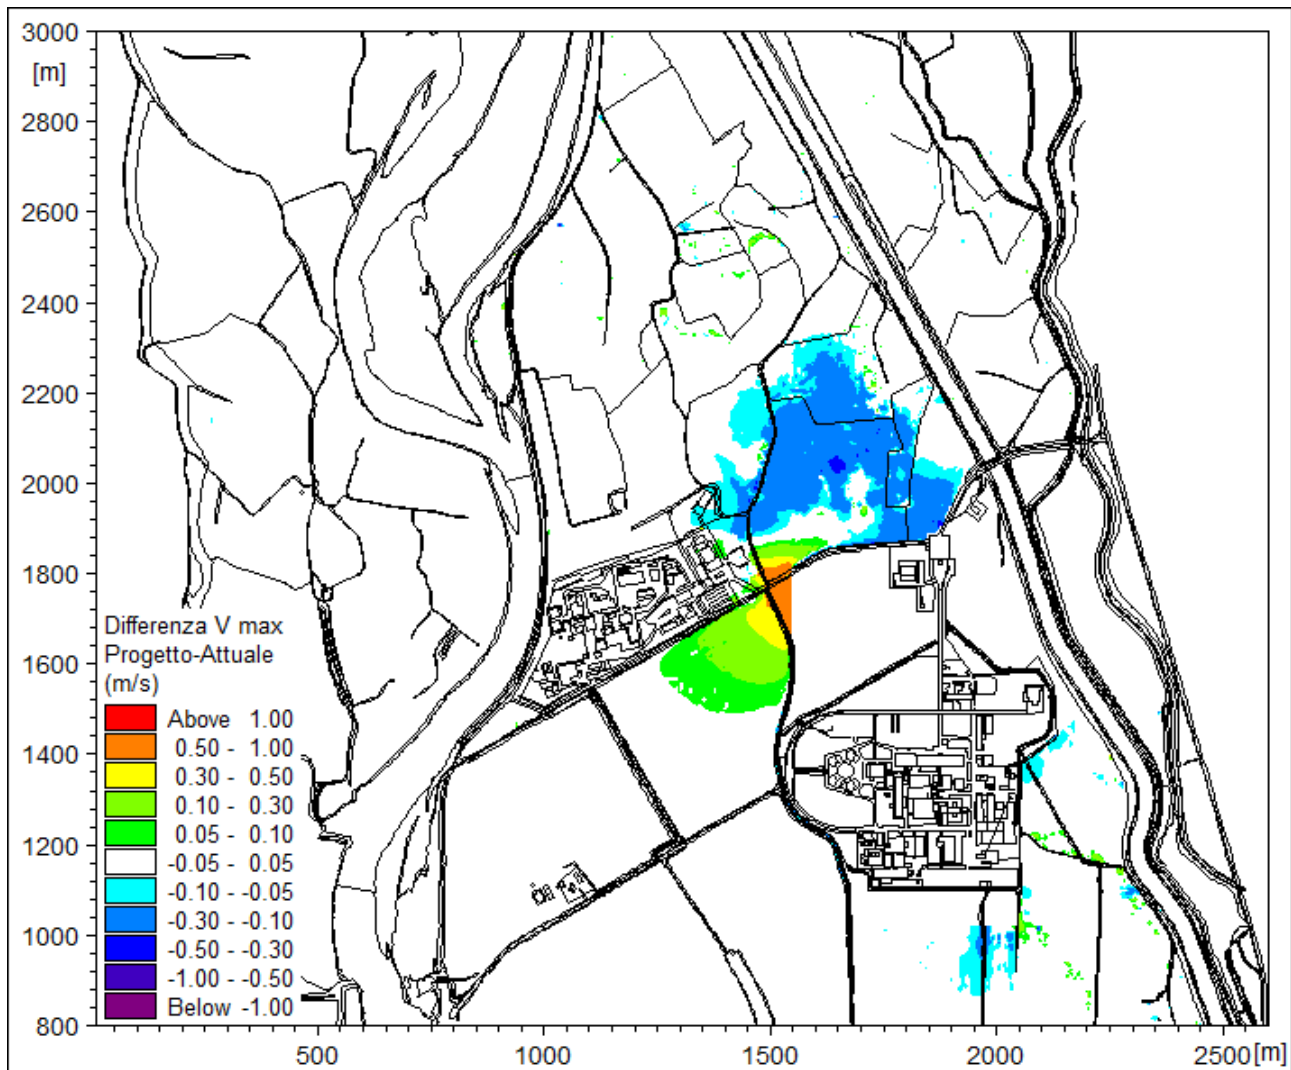 3000
[m]
2800
2600
2400
2200
2000
1800
1600
1400
1200
1000
800
Differenza V max
Progetto-Attuale
(m/s)
Above 1.00
0.50 - 1.00
0.30 - 0.50
0.10 - 0.30
0.05 - 0.10
-0.05 - 0.05
-0.10 - -0.05
-0.30 - -0.10
-0.50 - -0.30
-1.00 - -0.50
Below -1.00
500 1000 1500 2000 2500 [m]